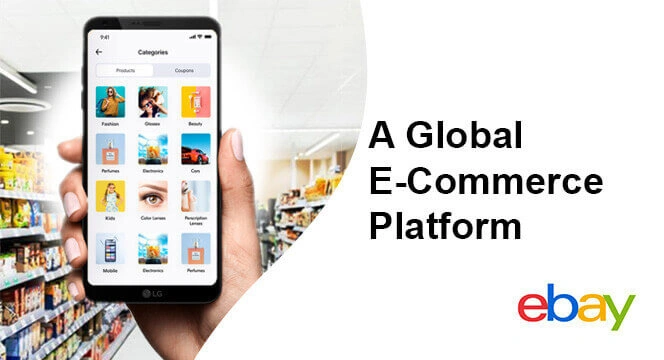 9:41
Categories
Products
Coupons
Fashion
Glasses
Beauty
Perfumes
Electronics
Cars
Kids
Color Lenses
Perscription
Lenses
Mobile
Electronics
Perfumes
LG
A Global
E-Commerce
Platform
ebay